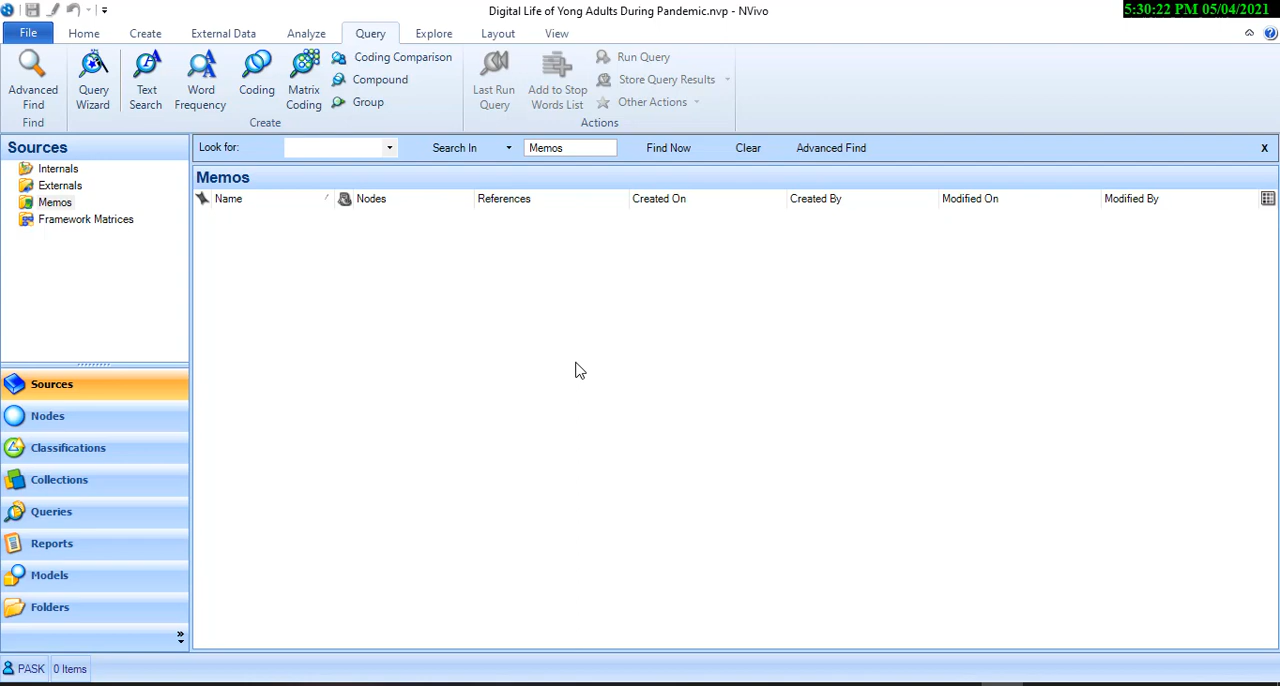 Digital Life of Yong Adults During Pandemic.nvp - NVivo
5:30:22 PM 05/04/2021
File Home Create External Data Analyze Query Explore Layout View
Advanced Find
Query Wizard
Text Search
Word Frequency
Coding
Matrix Coding
Coding Comparison
Compound
Group
Last Run Query
Add to Stop Words List
Run Query
Store Query Results
Other Actions
Find Create Actions
Sources
Internals
Externals
Memos
Framework Matrices
Look for: Search In Memos Find Now Clear Advanced Find X
Memos
Name Nodes References Created On Created By Modified On Modified By
Sources
Nodes
Classifications
Collections
Queries
Reports
Models
Folders
PASK 0 Items